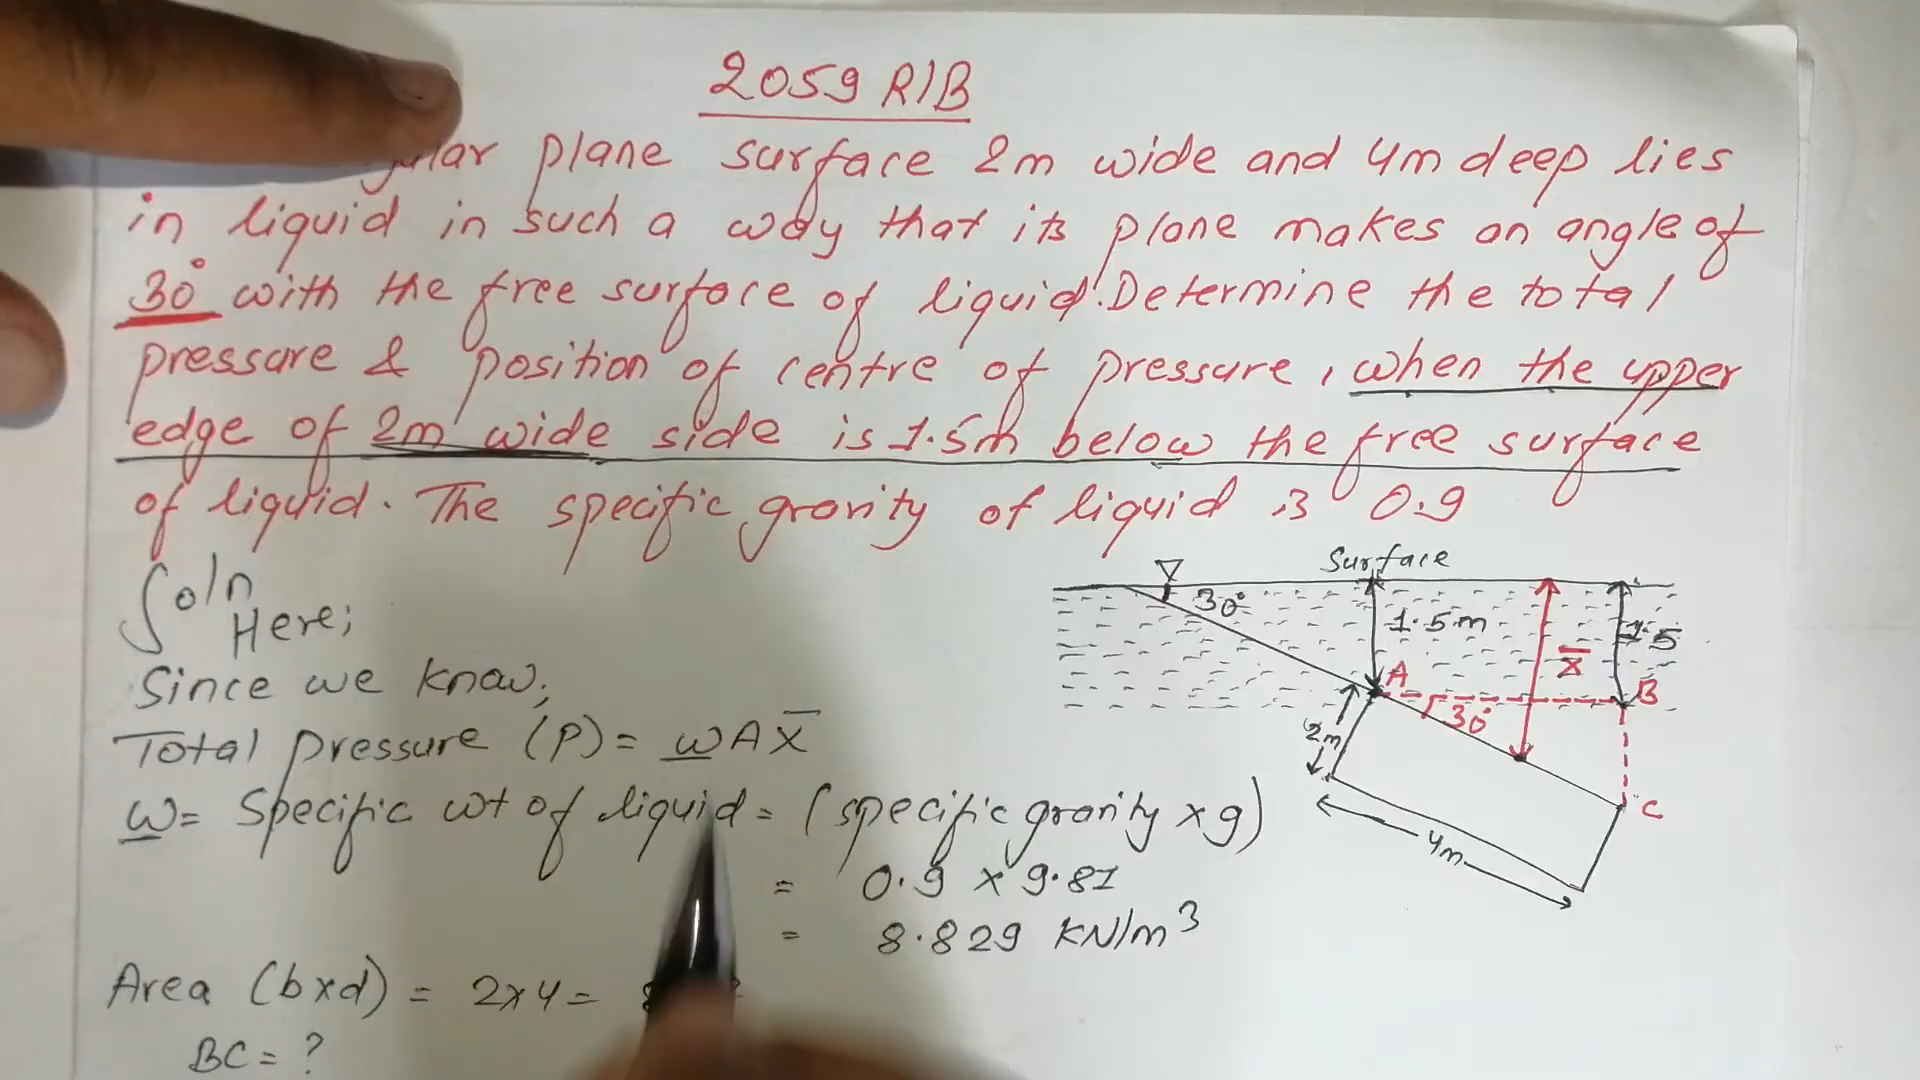 2059 R/B
plane surface 2m wide and 4m deep lies
in liquid in such a way that its plane makes an angle of
30° with the free surface of liquid. Determine the total
pressure & position of centre of pressure, when the upper
edge of 2m wide side is 1.5m below the free surface
of liquid. The specific gravity of liquid is 0.9
Soln
Here;
Since we know;
Total pressure (P) = wAx̄
w = Specific wt of liquid = (specific gravity x g)
= 0.9 x 9.81
= 8.829 KN/m³
Area (bxd) = 2x4 =
BC = ?
Surface
30°
1.5m
x̄
1.5
A
B
30°
2m
C
4m